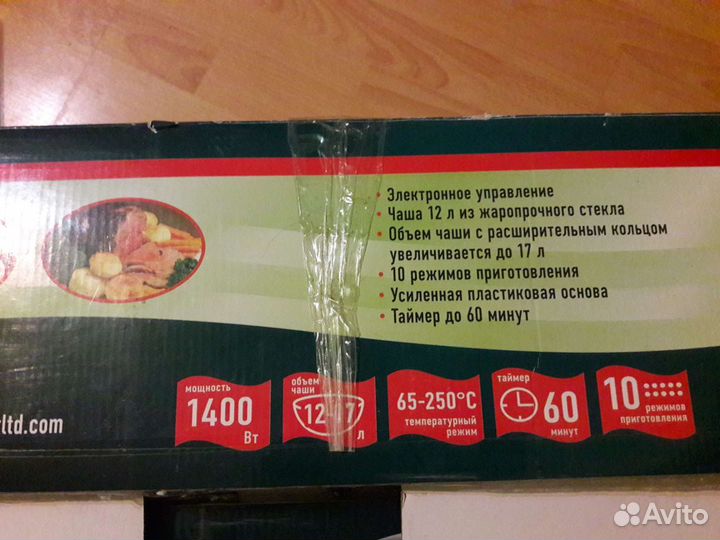 • Электронное управление
• Чаша 12 л из жаропрочного стекла
• Объем чаши с расширительным кольцом
увеличивается до 17 л
• 10 режимов приготовления
• Усиленная пластиковая основа
• Таймер до 60 минут
мощность
1400
Вт
объем
чаши
12-17
л
65-250°C
температурный
режим
таймер
60
минут
10
режимов
приготовления
ltd.com
Avito